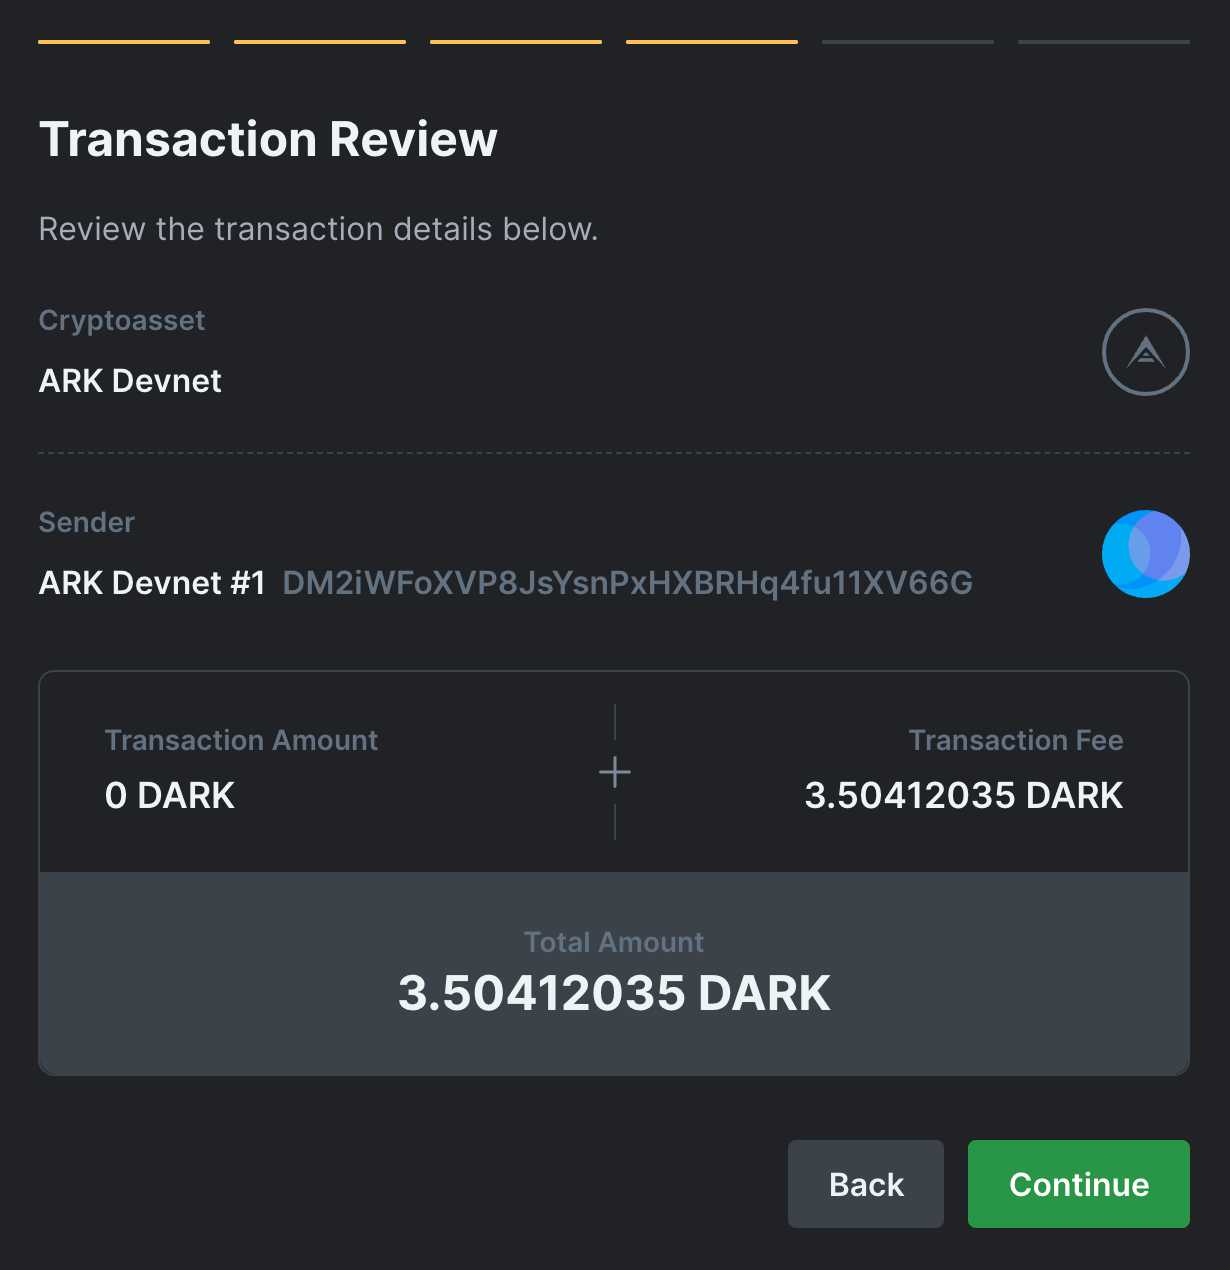 Transaction Review
Review the transaction details below.
Cryptoasset
ARK Devnet
Sender
ARK Devnet #1 DM2iWFoXVP8JsYsnPxHXBRHq4fu11XV66G
Transaction Amount
0 DARK
+
Transaction Fee
3.50412035 DARK
Total Amount
3.50412035 DARK
Back
Continue